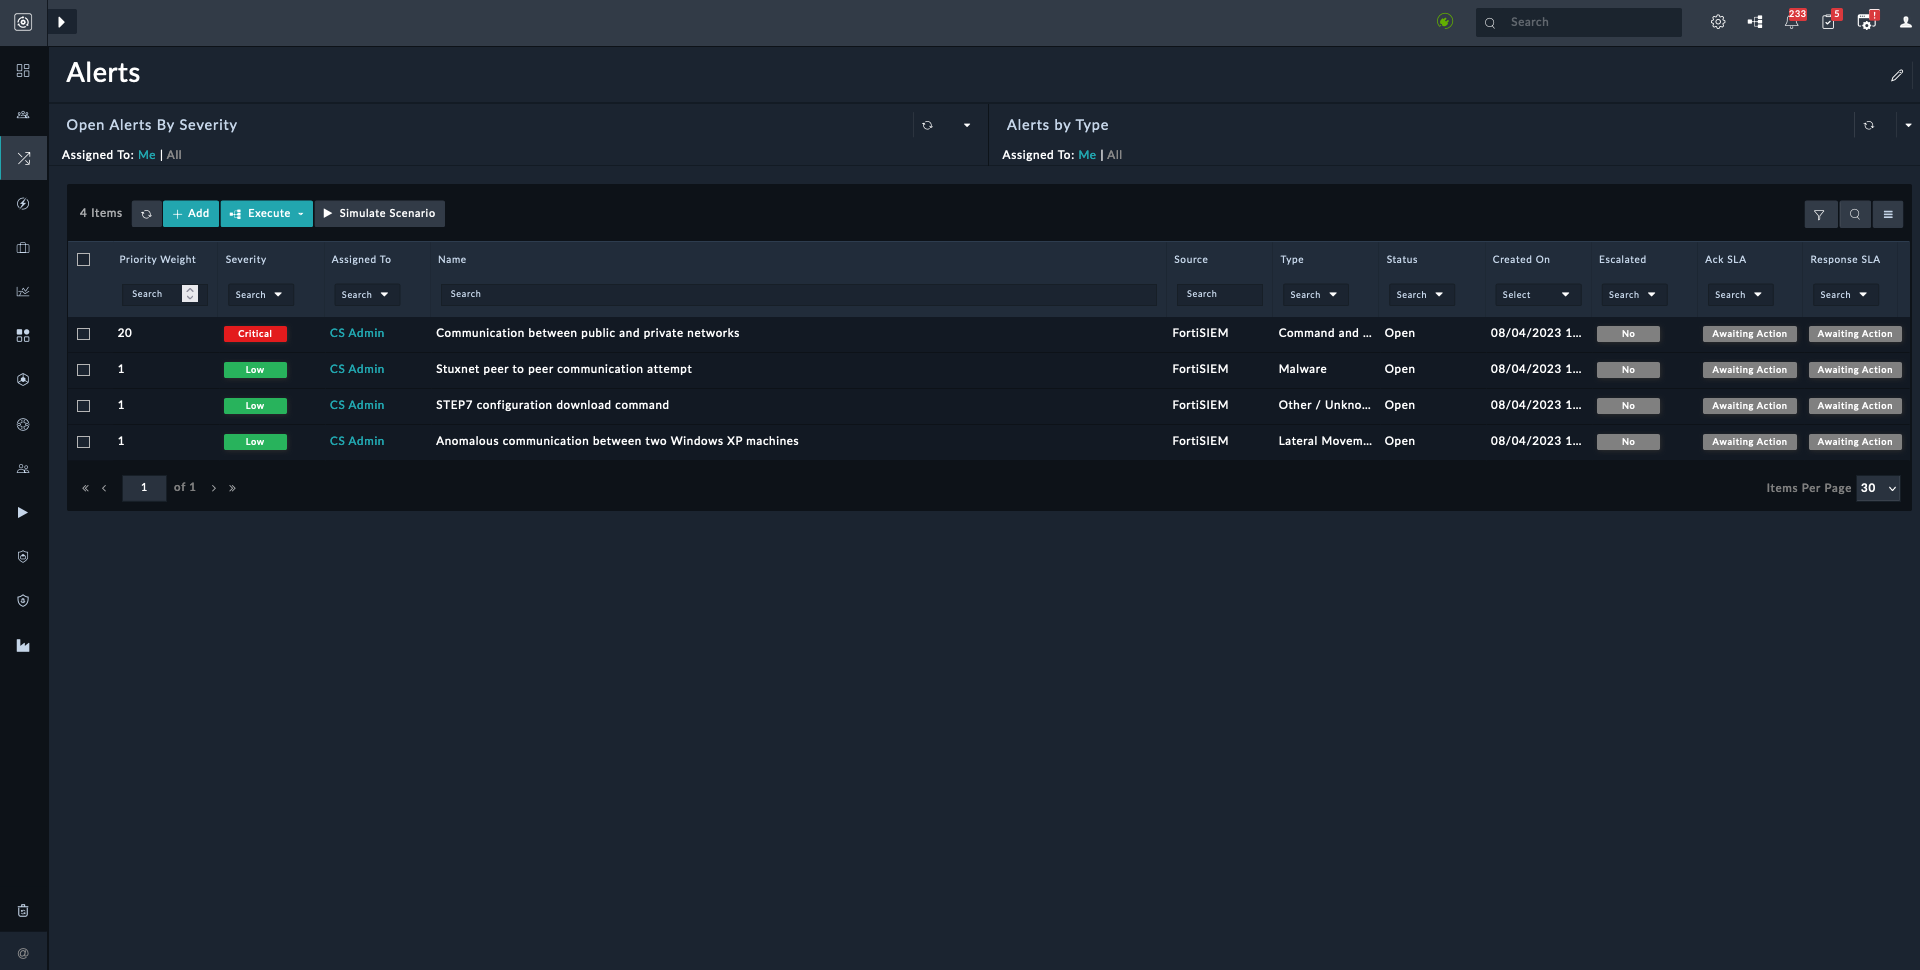 Search
233
5
!
Alerts
Open Alerts By Severity
Alerts by Type
Assigned To: Me | All
Assigned To: Me | All
4 Items
+ Add
Execute
Simulate Scenario
Priority Weight Severity Assigned To Name Source Type Status Created On Escalated Ack SLA Response SLA
Search Search Search Search Search Search Search Select Search Search Search
20 Critical CS Admin Communication between public and private networks FortiSIEM Command and ... Open 08/04/2023 1... No Awaiting Action Awaiting Action
1 Low CS Admin Stuxnet peer to peer communication attempt FortiSIEM Malware Open 08/04/2023 1... No Awaiting Action Awaiting Action
1 Low CS Admin STEP7 configuration download command FortiSIEM Other / Unkno... Open 08/04/2023 1... No Awaiting Action Awaiting Action
1 Low CS Admin Anomalous communication between two Windows XP machines FortiSIEM Lateral Movem... Open 08/04/2023 1... No Awaiting Action Awaiting Action
« ‹ 1 of 1 › »
Items Per Page 30
@